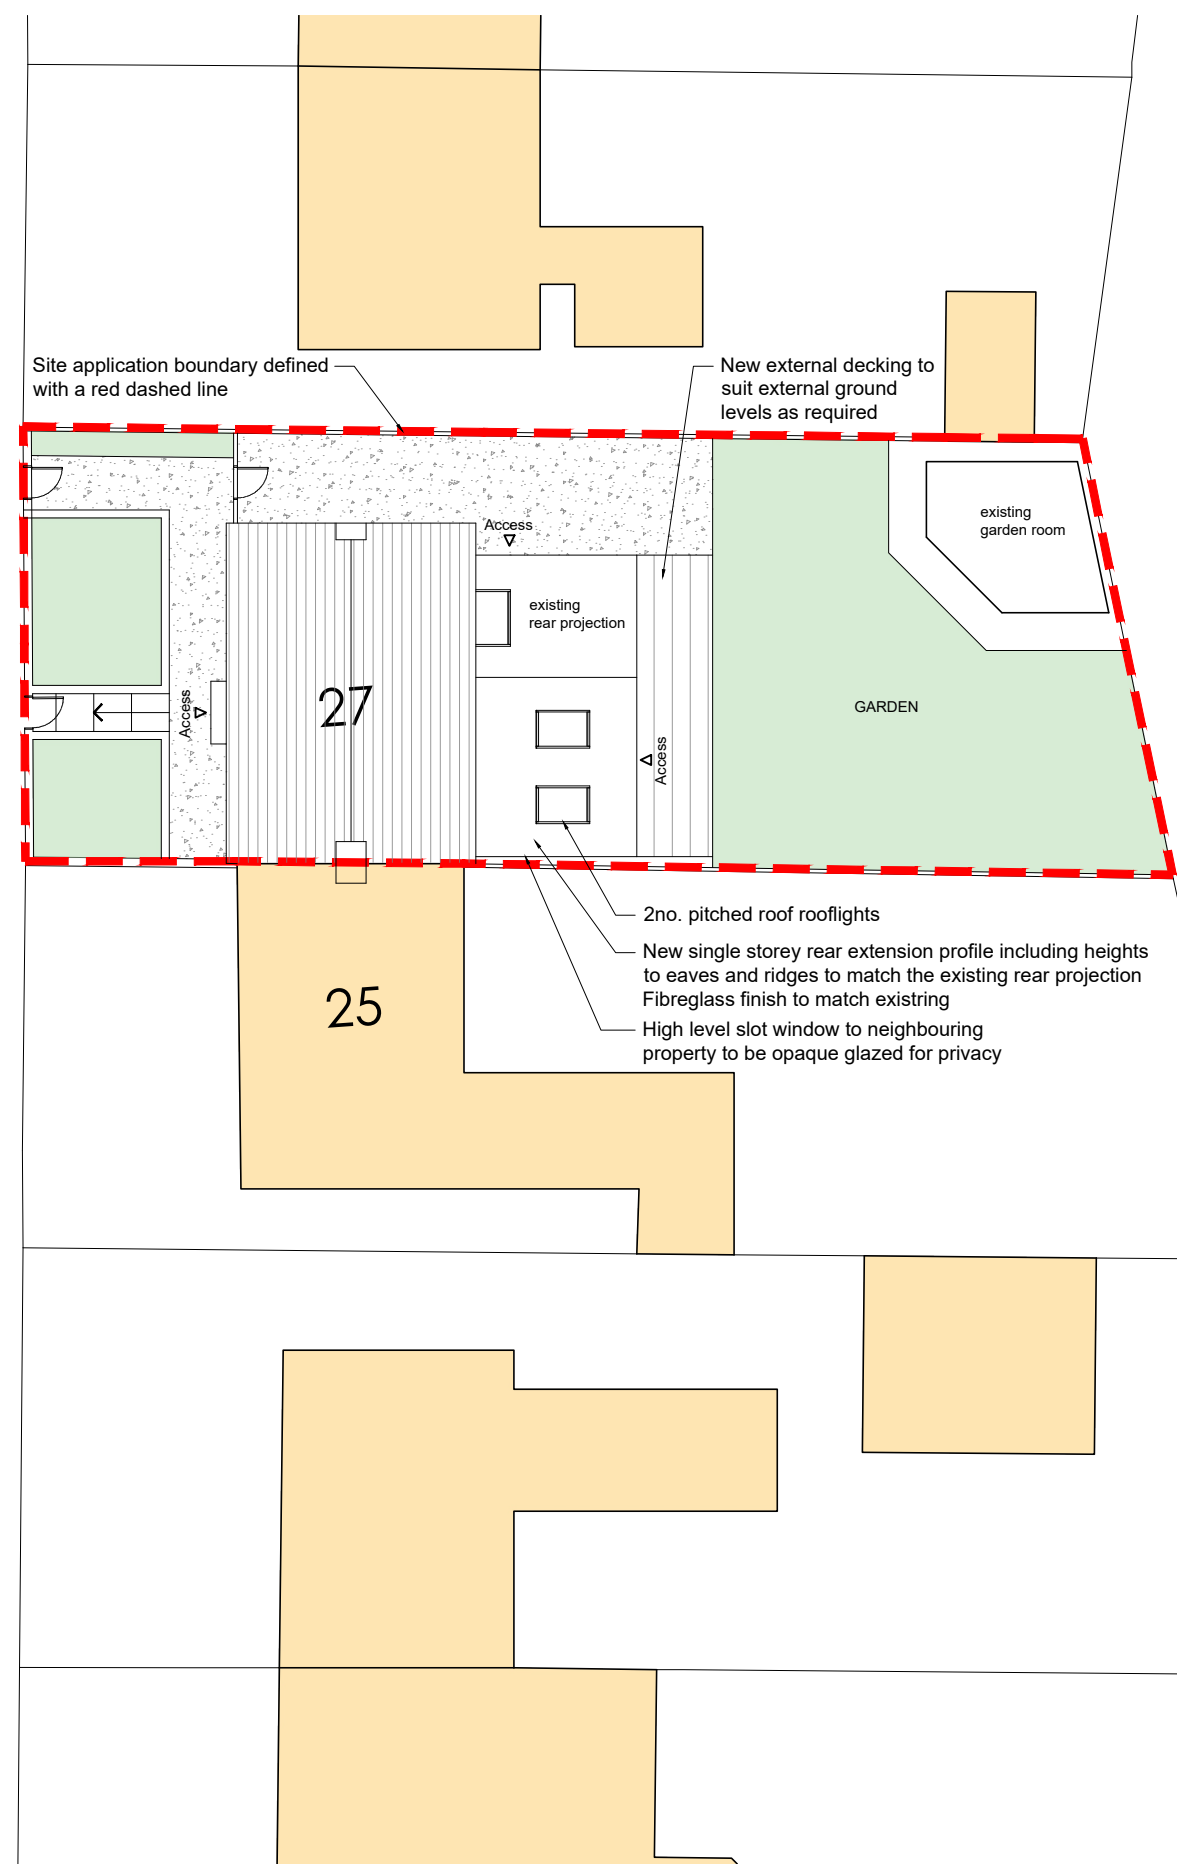 Site application boundary defined
with a red dashed line
New external decking to
suit external ground
levels as required
existing
garden room
Access
existing
rear projection
27
Access
GARDEN
Access
2no. pitched roof rooflights
New single storey rear extension profile including heights
to eaves and ridges to match the existing rear projection
Fibreglass finish to match existring
High level slot window to neighbouring
property to be opaque glazed for privacy
25